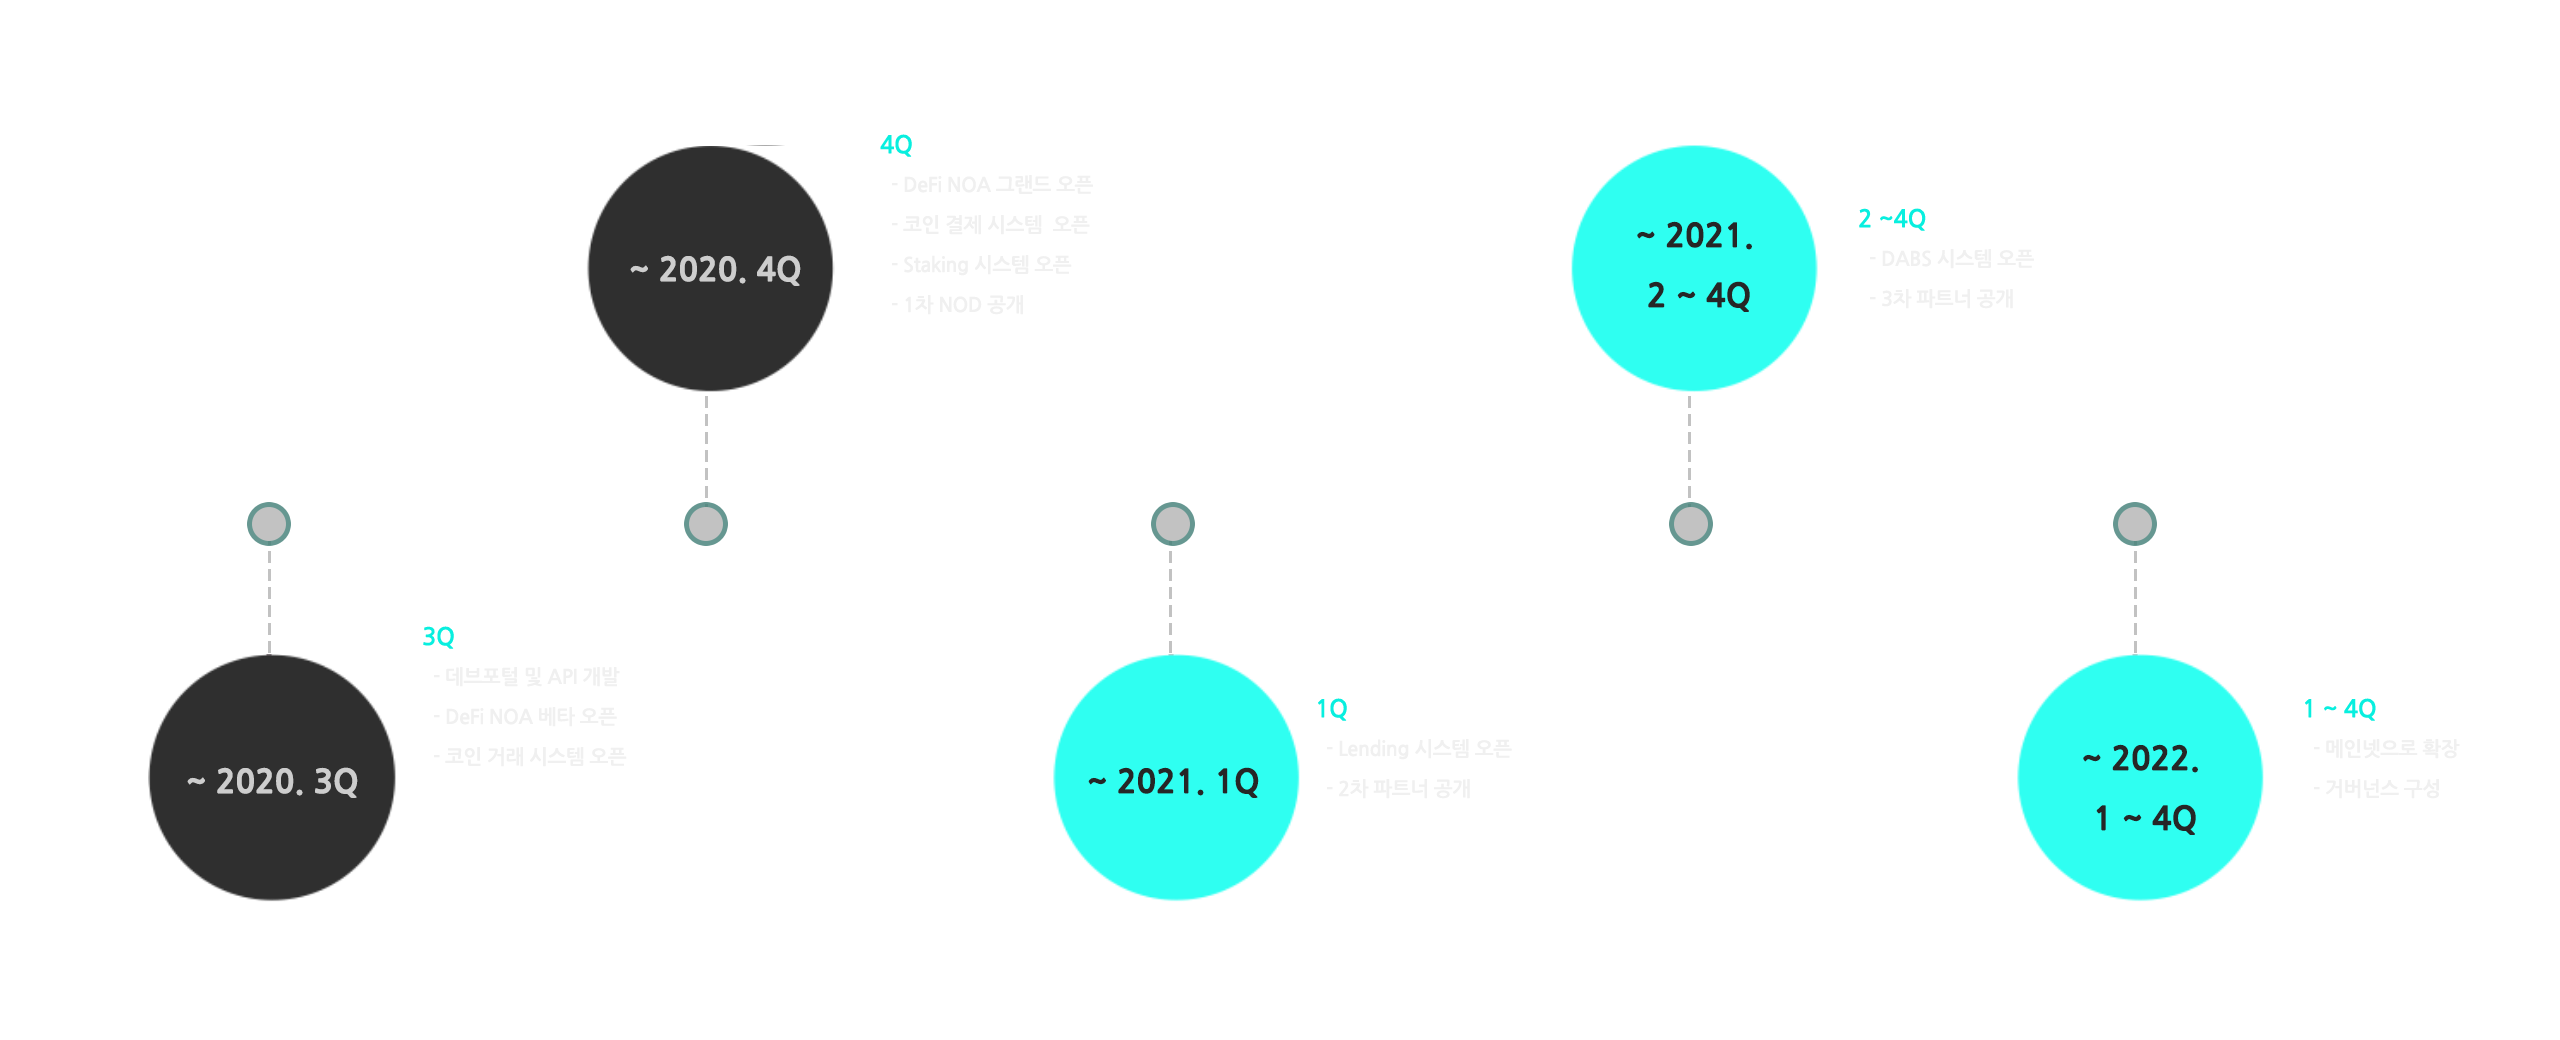 ~ 2020. 3Q
3Q
- 데브포털 및 API 개발
- DeFi NOA 베타 오픈
- 코인 거래 시스템 오픈
~ 2020. 4Q
4Q
- DeFi NOA 그랜드 오픈
- 코인 결제 시스템 오픈
- Staking 시스템 오픈
- 1차 NOD 공개
~ 2021. 1Q
1Q
- Lending 시스템 오픈
- 2차 파트너 공개
~ 2021.
2 ~ 4Q
2 ~4Q
- DABS 시스템 오픈
- 3차 파트너 공개
~ 2022.
1 ~ 4Q
1 ~ 4Q
- 메인넷으로 확장
- 거버넌스 구성